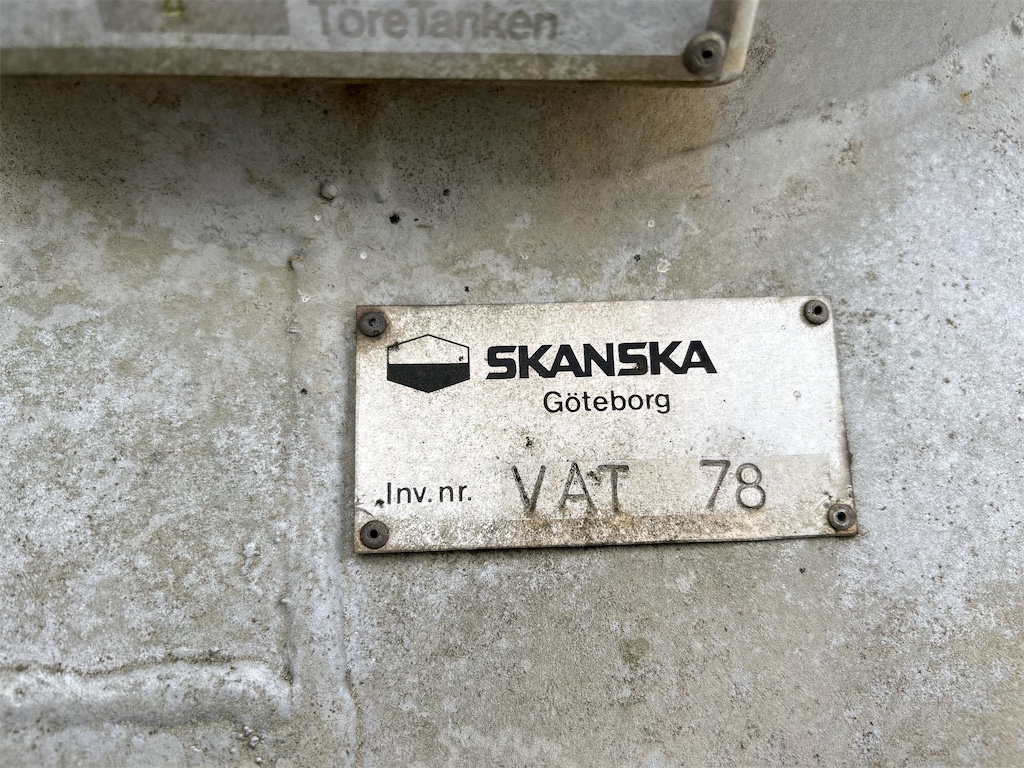 TöreTanken
SKANSKA
Göteborg
Inv. nr. VAT 78